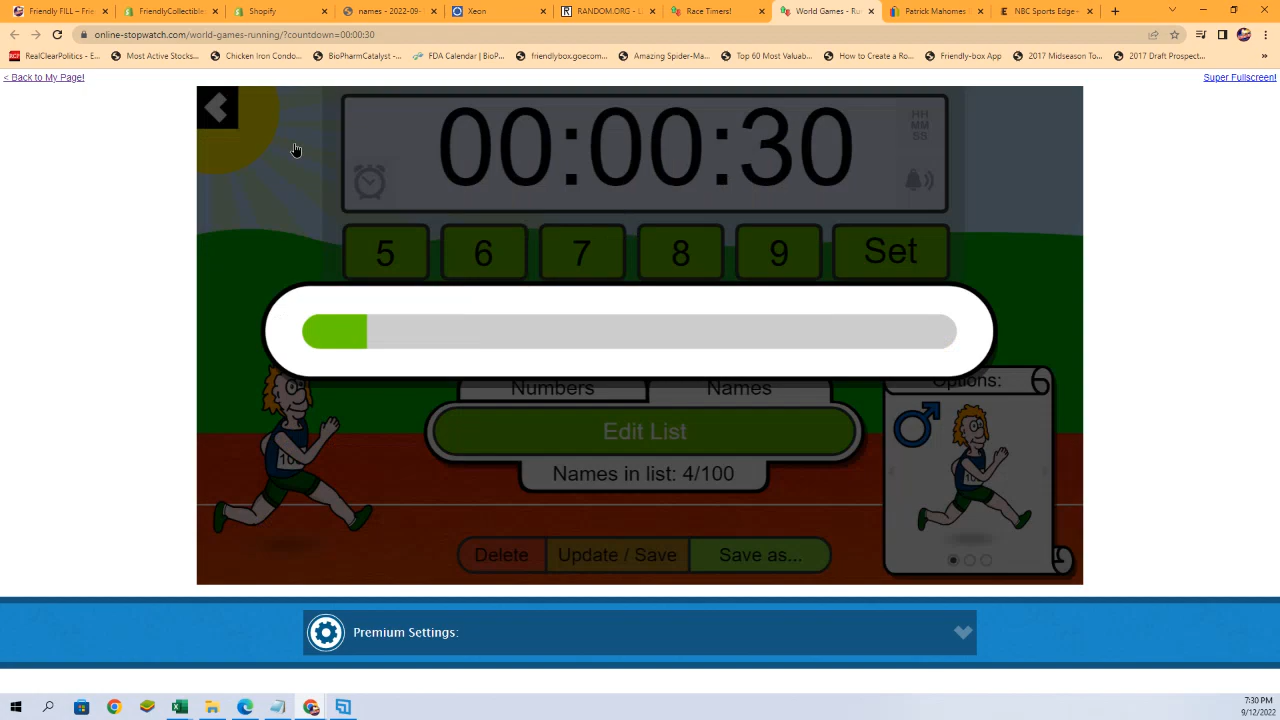 Friendly FILL – Frie
FriendlyCollectible
Shopify
names - 2022-09-
Xeon
RANDOM.ORG - L
Race Timers!
World Games - Ru
Patrick Mahomes
NBC Sports Edge+
online-stopwatch.com/world-games-running/?countdown=00:00:30
RealClearPolitics - E...
Most Active Stocks...
Chicken Iron Condo...
BioPharmCatalyst -...
FDA Calendar | BioP...
friendlybox.goecom...
Amazing Spider-Ma...
Top 60 Most Valuab...
How to Create a Ro...
Friendly-box App
2017 Midseason To...
2017 Draft Prospect...
< Back to My Page!
Super Fullscreen!
00:00:30
HH
MM
SS
5 6 7 8 9 Set
Numbers
Names
Options:
Edit List
Names in list: 4/100
Delete
Update / Save
Save as...
Premium Settings:
7:30 PM
9/12/2022